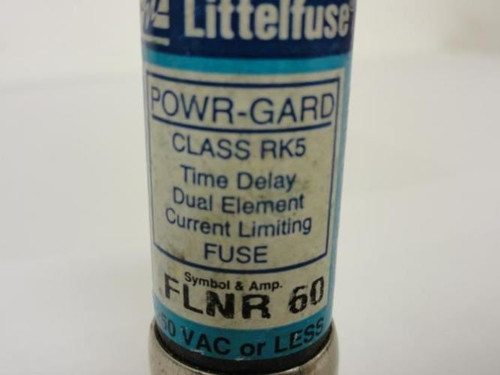 Littelfuse®
POWR-GARD
CLASS RK5
Time Delay
Dual Element
Current Limiting
FUSE
Symbol & Amp.
FLNR 60
50 VAC or LESS